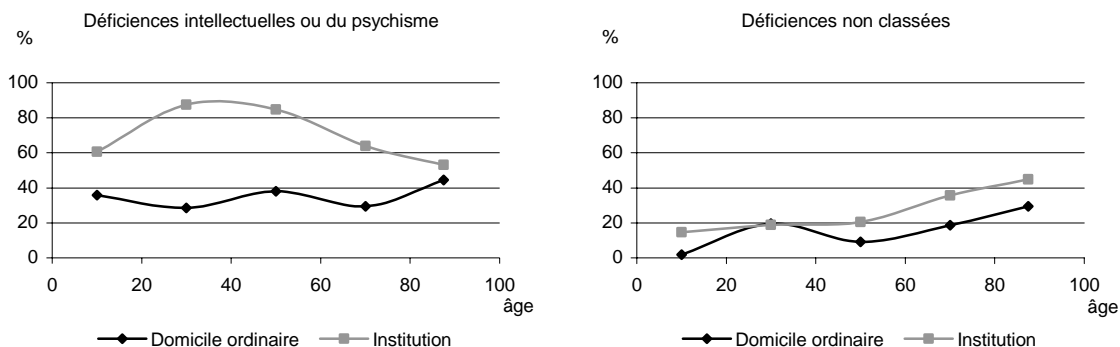 Déficiences intellectuelles ou du psychisme
%
100
80
60
40
20
0
0 20 40 60 80 100
âge
Domicile ordinaire Institution
Déficiences non classées
%
100
80
60
40
20
0
0 20 40 60 80 100
âge
Domicile ordinaire Institution